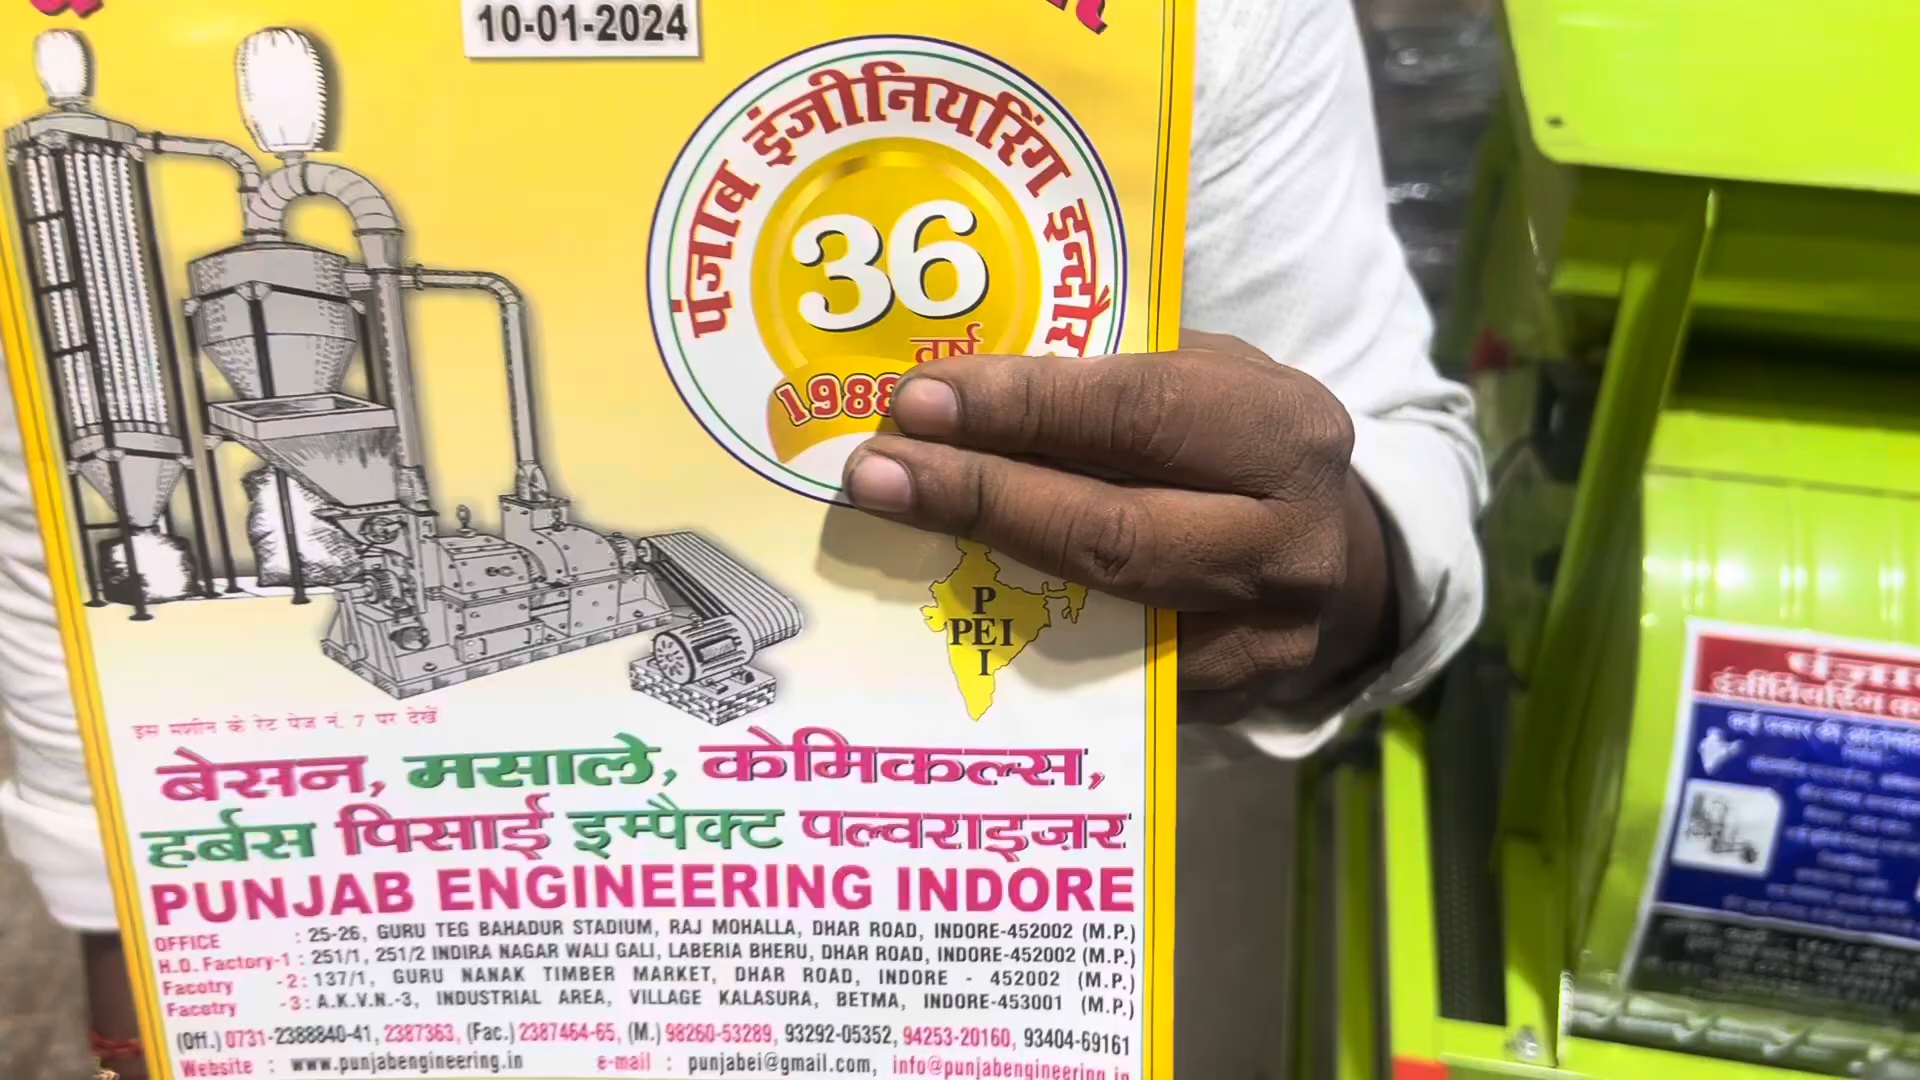 10-01-2024
पंजाब इंजीनियरिंग इन्दौर
36
वर्ष
1988
P
PEI
I
इस मशीन के रेट पेज नं. 7 पर देखें
बेसन, मसाले, केमिकल्स,
हर्बस पिसाई इम्पैक्ट पल्वराइज़र
PUNJAB ENGINEERING INDORE
OFFICE : 25-26, GURU TEG BAHADUR STADIUM, RAJ MOHALLA, DHAR ROAD, INDORE-452002 (M.P.)
H.O. Factory-1 : 251/1, 251/2 INDIRA NAGAR WALI GALI, LABERIA BHERU, DHAR ROAD, INDORE-452002 (M.P.)
Facotry -2 : 137/1, GURU NANAK TIMBER MARKET, DHAR ROAD, INDORE - 452002 (M.P.)
Facotry -3 : A.K.V.N.-3, INDUSTRIAL AREA, VILLAGE KALASURA, BETMA, INDORE-453001 (M.P.)
(Off.) 0731-2388840-41, 2387363, (Fac.) 2387464-65, (M.) 98260-53289, 93292-05352, 94253-20160, 93404-69161
Website : www.punjabengineering.in e-mail : punjabei@gmail.com, info@punjabengineering.in